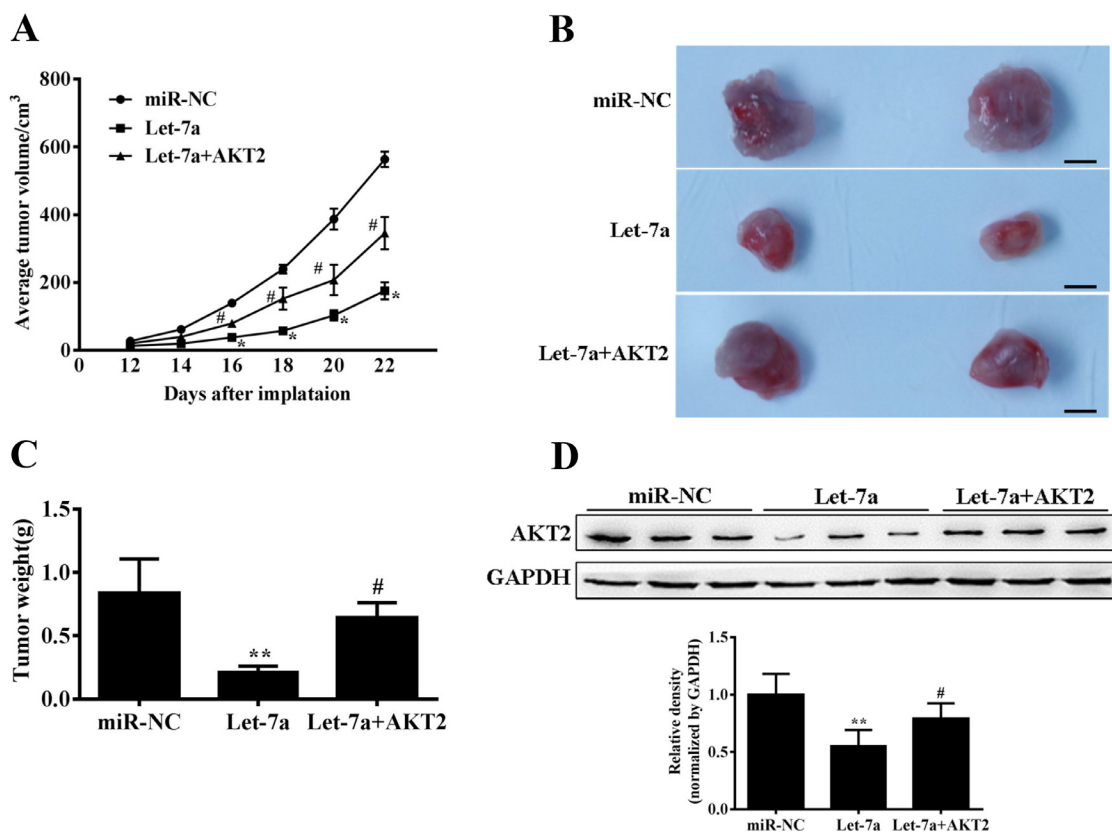 A
800
600
400
200
0
Average tumor volume/cm³
miR-NC
Let-7a
Let-7a+AKT2
#
#
#
#
*
*
*
*
0 12 14 16 18 20 22
Days after implataion
B
miR-NC
Let-7a
Let-7a+AKT2
C
1.5
1.0
0.5
0.0
Tumor weight(g)
**
#
miR-NC Let-7a Let-7a+AKT2
D
miR-NC Let-7a Let-7a+AKT2
AKT2
GAPDH
1.5
1.0
0.5
0.0
Relative density
(normalized by GAPDH)
**
#
miR-NC Let-7a Let-7a+AKT2